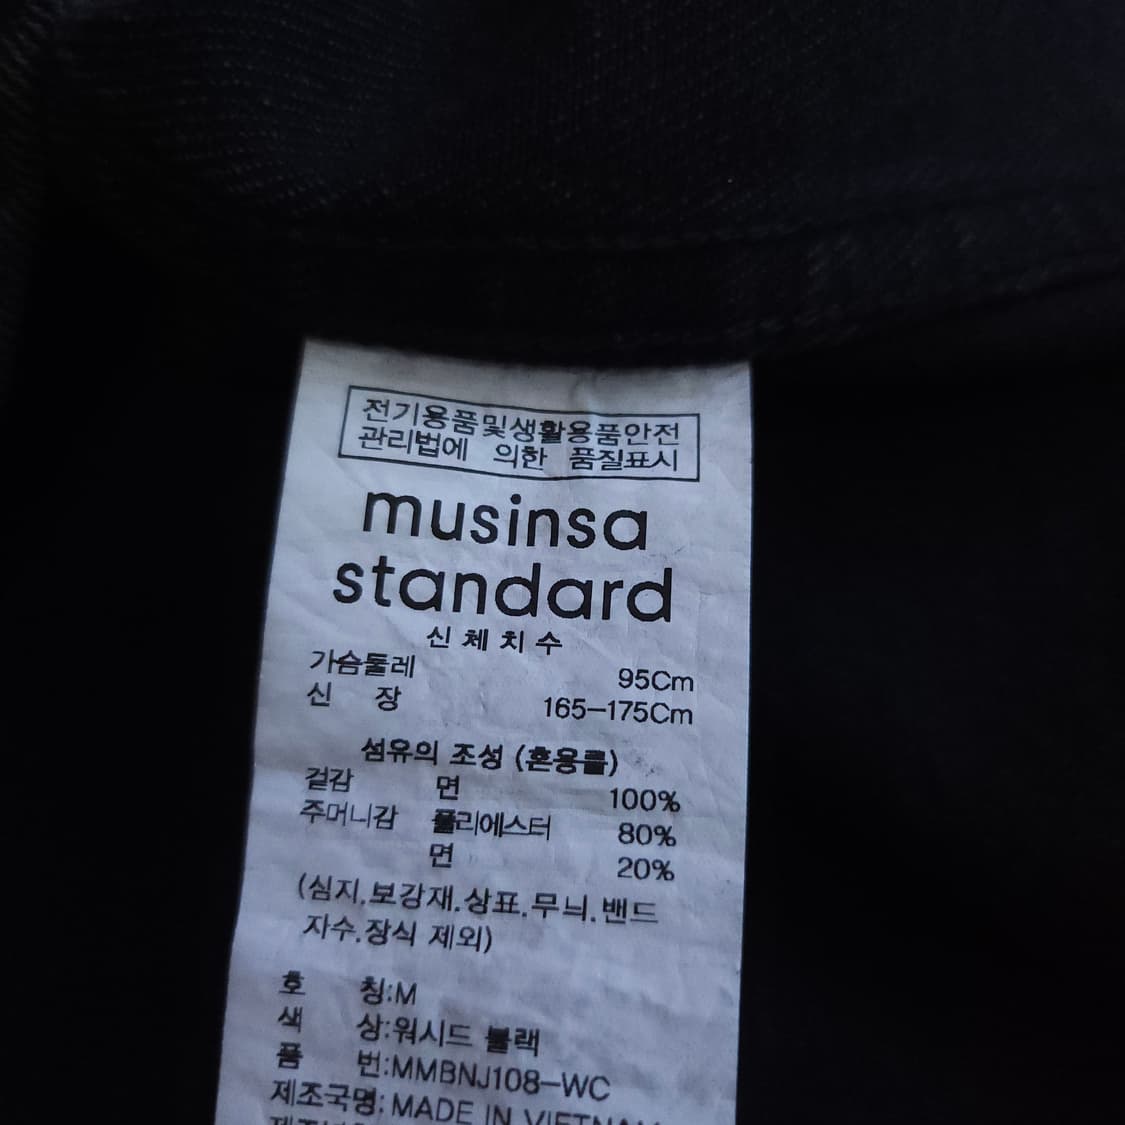 전기용품및생활용품안전
관리법에 의한 품질표시
musinsa
standard
신체치수
가슴둘레 95Cm
신 장 165-175Cm
섬유의 조성 (혼용률)
겉감 면 100%
주머니감 폴리에스터 80%
면 20%
(심지.보강재.상표.무늬.밴드
자수.장식 제외)
호 칭:M
색 상:워시드 블랙
품 번:MMBNJ108-WC
제조국명: MADE IN VIETNAM